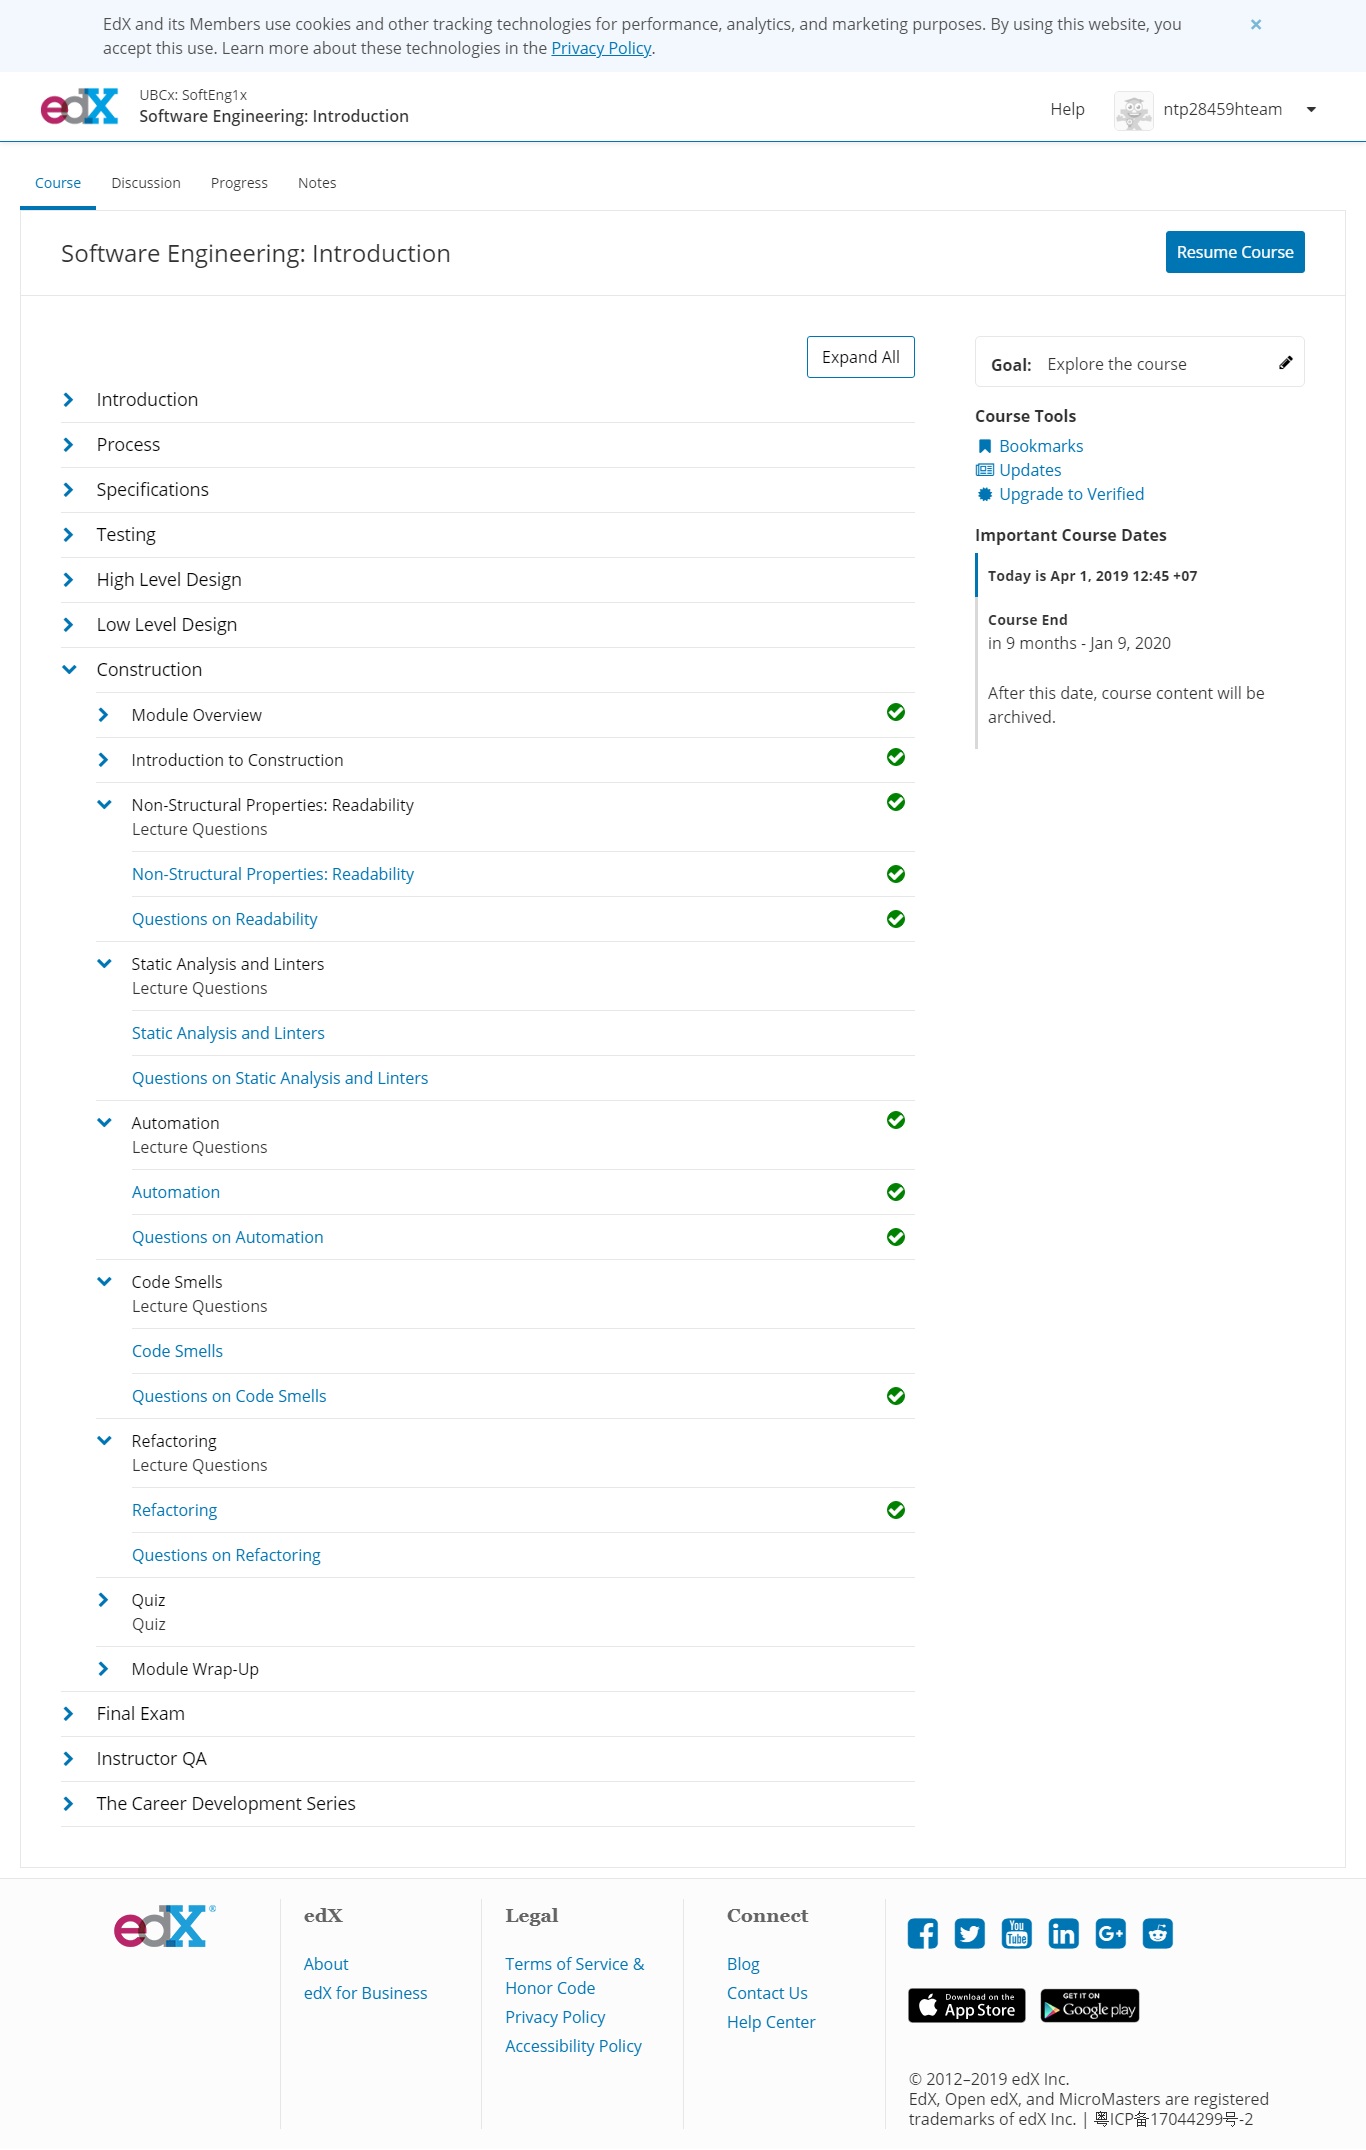 EdX and its Members use cookies and other tracking technologies for performance, analytics, and marketing purposes. By using this website, you
accept this use. Learn more about these technologies in the Privacy Policy.
×
edX
UBCx: SoftEng1x
Software Engineering: Introduction
Help
ntp28459hteam
Course
Discussion
Progress
Notes
Software Engineering: Introduction
Resume Course
Expand All
Introduction
Process
Specifications
Testing
High Level Design
Low Level Design
Construction
Module Overview
Introduction to Construction
Non-Structural Properties: Readability
Lecture Questions
Non-Structural Properties: Readability
Questions on Readability
Static Analysis and Linters
Lecture Questions
Static Analysis and Linters
Questions on Static Analysis and Linters
Automation
Lecture Questions
Automation
Questions on Automation
Code Smells
Lecture Questions
Code Smells
Questions on Code Smells
Refactoring
Lecture Questions
Refactoring
Questions on Refactoring
Quiz
Quiz
Module Wrap-Up
Final Exam
Instructor QA
The Career Development Series
Goal: Explore the course
Course Tools
Bookmarks
Updates
Upgrade to Verified
Important Course Dates
Today is Apr 1, 2019 12:45 +07
Course End
in 9 months - Jan 9, 2020
After this date, course content will be
archived.
edX®
edX
About
edX for Business
Legal
Terms of Service &
Honor Code
Privacy Policy
Accessibility Policy
Connect
Blog
Contact Us
Help Center
You
Tube
in
G+
Download on the
App Store
GET IT ON
Google play
© 2012–2019 edX Inc.
EdX, Open edX, and MicroMasters are registered
trademarks of edX Inc. | 粤ICP备17044299号-2